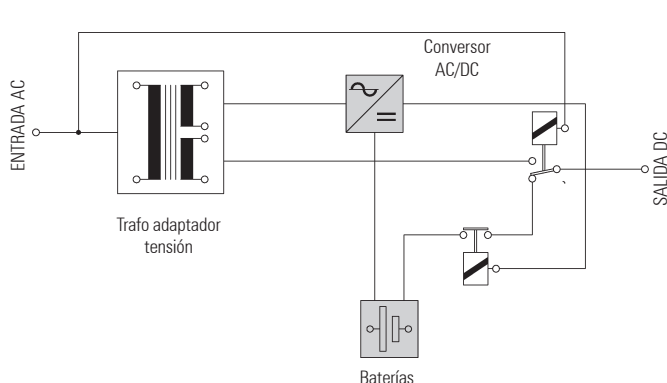 ENTRADA AC
Conversor
AC/DC
SALIDA DC
Trafo adaptador
tensión
Baterías